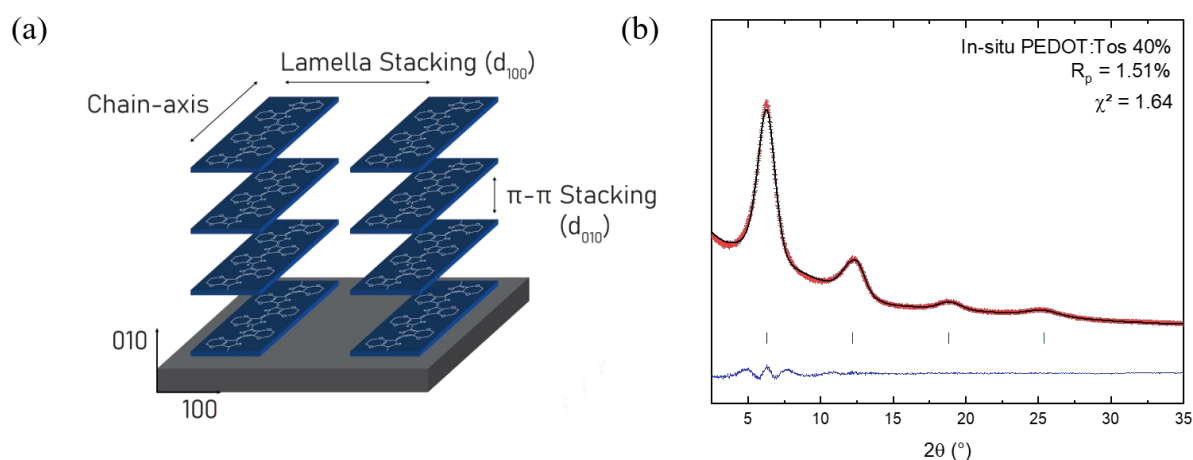 (a)
Lamella Stacking (d₁₀₀)
Chain-axis
π-π Stacking
(d₀₁₀)
010
100
(b)
In-situ PEDOT:Tos 40%
Rₚ = 1.51%
χ² = 1.64
5 10 15 20 25 30 35
2θ (°)